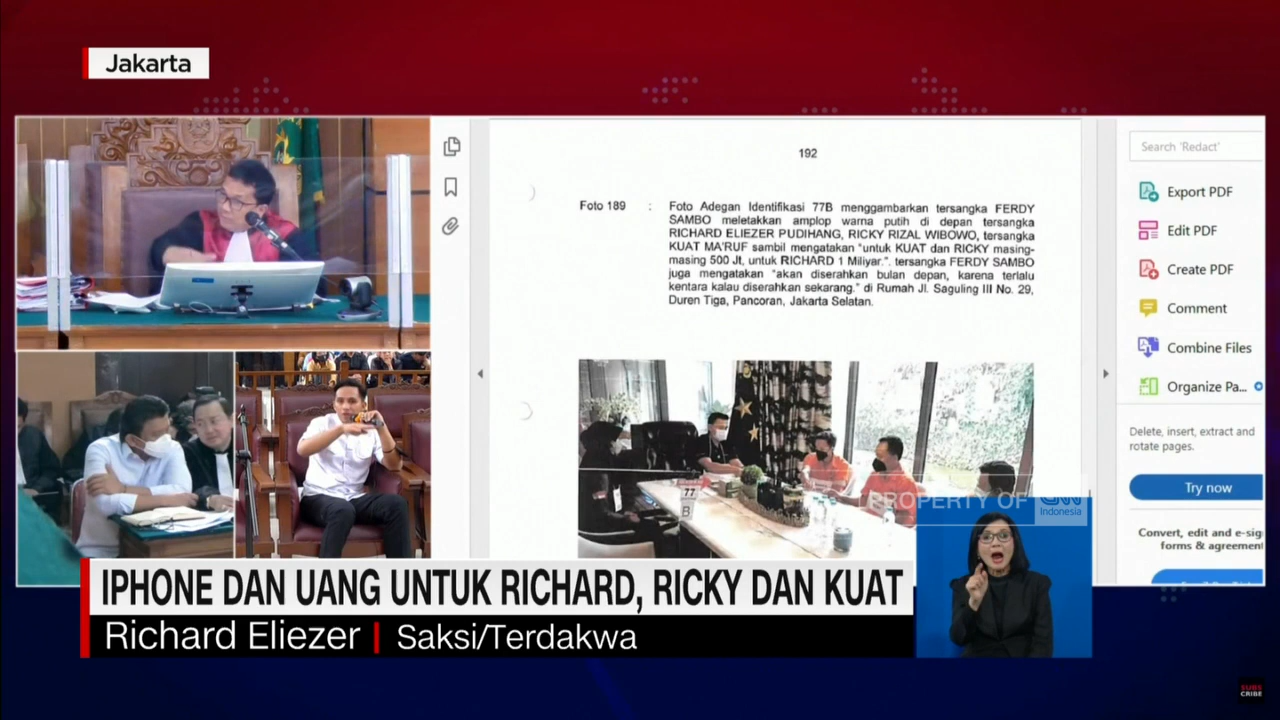 Jakarta
192
Foto 189 : Foto Adegan Identifikasi 77B menggambarkan tersangka FERDY
SAMBO meletakkan amplop warna putih di depan tersangka
RICHARD ELIEZER PUDIHANG, RICKY RIZAL WIBOWO, tersangka
KUAT MA'RUF sambil mengatakan "untuk KUAT dan RICKY masing-
masing 500 Jt, untuk RICHARD 1 Miliyar.". tersangka FERDY SAMBO
juga mengatakan "akan diserahkan bulan depan, karena terlalu
kentara kalau diserahkan sekarang." di Rumah Jl. Saguling III No. 29,
Duren Tiga, Pancoran, Jakarta Selatan.
77
B
Search 'Redact'
Export PDF
Edit PDF
Create PDF
Comment
Combine Files
Organize Pa...
Delete, insert, extract and
rotate pages.
Try now
Convert, edit and e-sig
forms & agreement
PROPERTY OF CNN
Indonesia
IPHONE DAN UANG UNTUK RICHARD, RICKY DAN KUAT
Richard Eliezer | Saksi/Terdakwa
SUBS
CRIBE